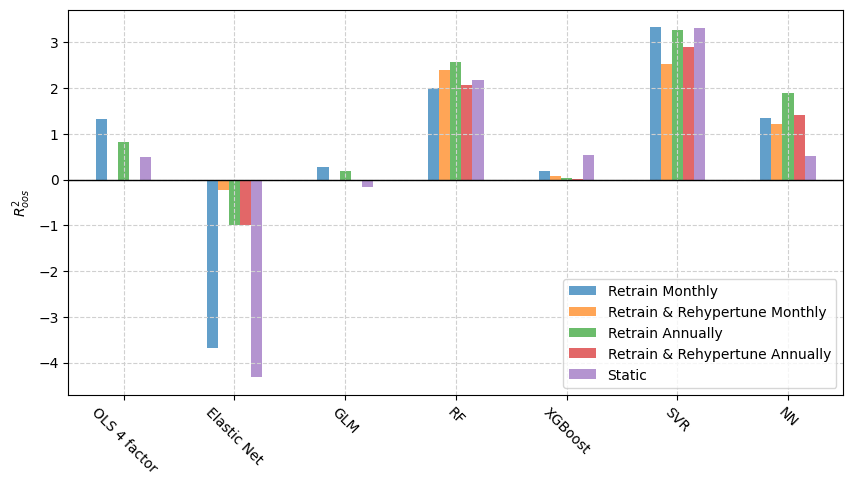 3
2
1
0
−1
−2
−3
−4
R²oos
OLS 4 factor
Elastic Net
GLM
RF
XGBoost
SVR
NN
Retrain Monthly
Retrain & Rehypertune Monthly
Retrain Annually
Retrain & Rehypertune Annually
Static